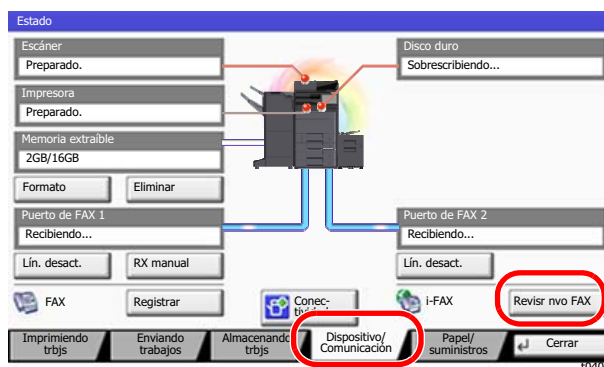 Estado
Escáner
Preparado.
Disco duro
Sobrescribiendo...
Impresora
Preparado.
Memoria extraíble
2GB/16GB
Formato
Eliminar
Puerto de FAX 1
Recibiendo...
Puerto de FAX 2
Recibiendo...
Lín. desact.
RX manual
Lín. desact.
FAX
Registrar
Conec-
i-FAX
Revisr nvo FAX
Imprimiendo
trbjs
Enviando
trabajos
Almacenando
trbjs
Dispositivo/
Comunicación
Papel/
suministros
Cerrar